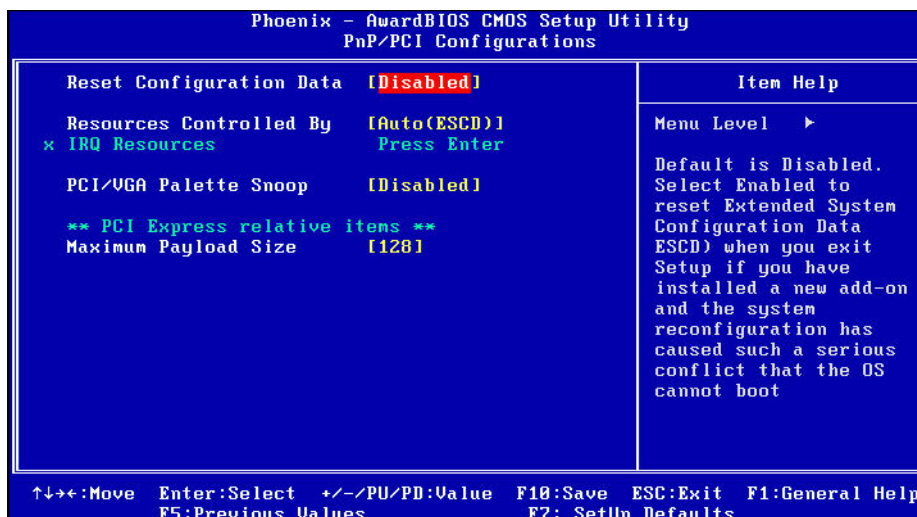 Phoenix - AwardBIOS CMOS Setup Utility
PnP/PCI Configurations
Reset Configuration Data [Disabled]
Resources Controlled By [Auto(ESCD)]
x IRQ Resources Press Enter
PCI/VGA Palette Snoop [Disabled]
** PCI Express relative items **
Maximum Payload Size [128]
Item Help
Menu Level ►
Default is Disabled.
Select Enabled to
reset Extended System
Configuration Data
ESCD) when you exit
Setup if you have
installed a new add-on
and the system
reconfiguration has
caused such a serious
conflict that the OS
cannot boot
↑↓→←:Move Enter:Select +/-/PU/PD:Value F10:Save ESC:Exit F1:General Help
F5:Previous Values F7: SetUp Defaults